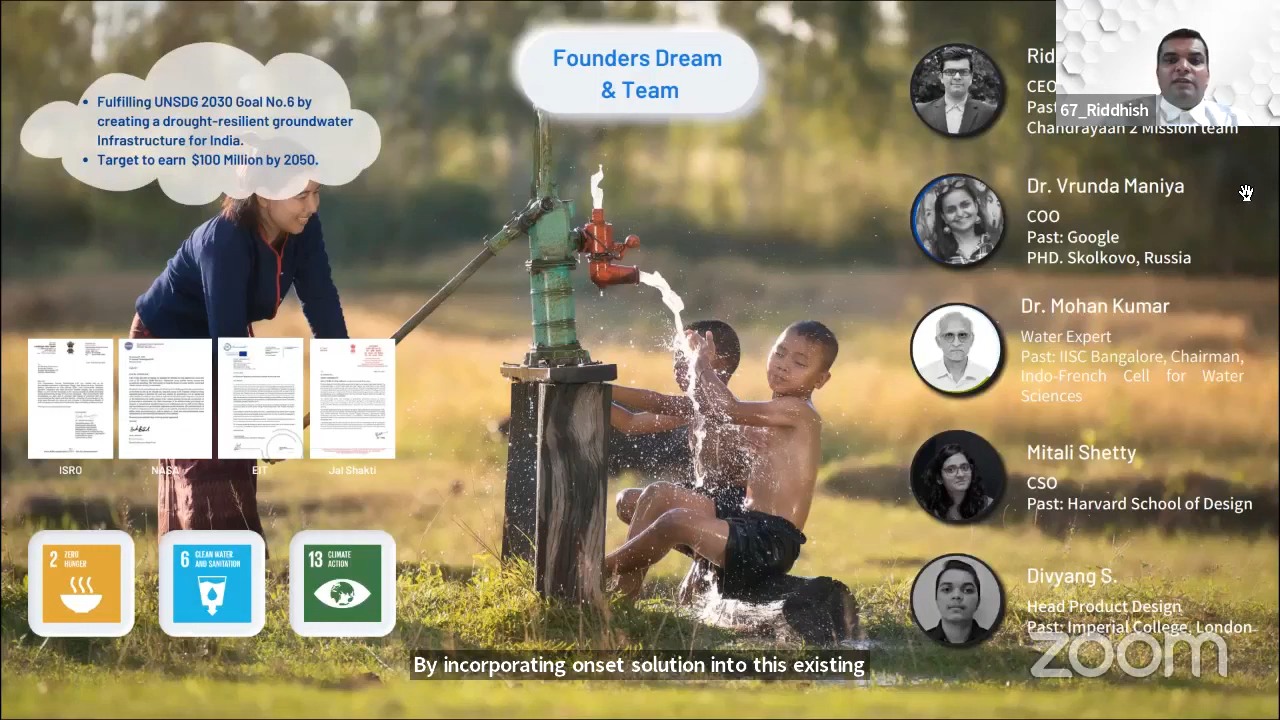 Founders Dream
& Team
• Fulfilling UNSDG 2030 Goal No.6 by
creating a drought-resilient groundwater
Infrastructure for India.
• Target to earn $100 Million by 2050.
ISRO
NASA
EIT
Jal Shakti
2 ZERO
HUNGER
6 CLEAN WATER
AND SANITATION
13 CLIMATE
ACTION
Rid
CEO
Past
Chandrayaan 2 Mission team
67_Riddhish
Dr. Vrunda Maniya
COO
Past: Google
PHD. Skolkovo, Russia
Dr. Mohan Kumar
Water Expert
Past: IISC Bangalore, Chairman,
Indo-French Cell for Water
Sciences
Mitali Shetty
CSO
Past: Harvard School of Design
Divyang S.
Head Product Design
Past: Imperial College, London
zoom
By incorporating onset solution into this existing